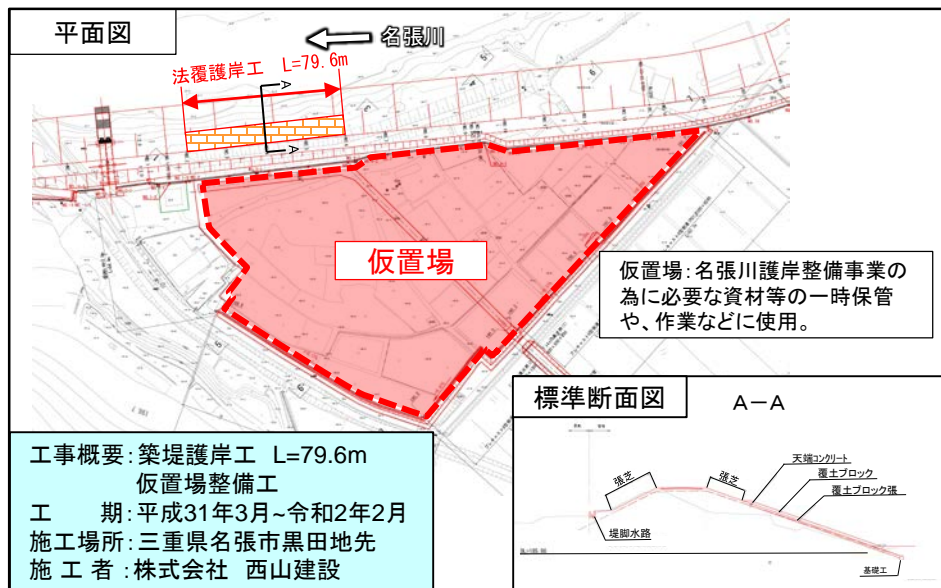 平面図
名張川
法覆護岸工 L=79.6m
A
A
仮置場
仮置場：名張川護岸整備事業の
為に必要な資材等の一時保管
や、作業などに使用。
工事概要：築堤護岸工 L=79.6m
仮置場整備工
工 期：平成31年3月~令和2年2月
施工場所：三重県名張市黒田地先
施 工 者：株式会社 西山建設
標準断面図
A－A
天端コンクリート
張芝
張芝
覆土ブロック
覆土ブロック張
堤脚水路
基礎工